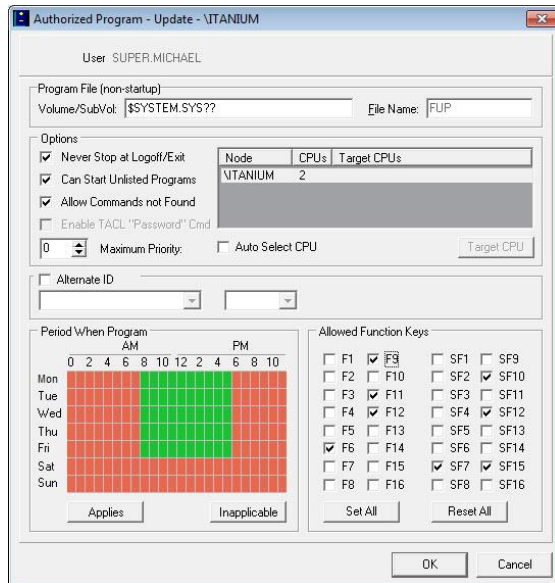 Authorized Program - Update - \ITANIUM
User SUPER.MICHAEL
Program File (non-startup)
Volume/SubVol: $SYSTEM.SYS?? File Name: FUP
Options
Never Stop at Logoff/Exit
Can Start Unlisted Programs
Allow Commands not Found
Enable TACL "Password" Cmd
0 Maximum Priority:
Node CPUs Target CPUs
\ITANIUM 2
Auto Select CPU Target CPU
Alternate ID
Period When Program
AM PM
0 2 4 6 8 10 12 2 4 6 8 10
Mon
Tue
Wed
Thu
Fri
Sat
Sun
Applies Inapplicable
Allowed Function Keys
F1 F9 SF1 SF9
F2 F10 SF2 SF10
F3 F11 SF3 SF11
F4 F12 SF4 SF12
F5 F13 SF5 SF13
F6 F14 SF6 SF14
F7 F15 SF7 SF15
F8 F16 SF8 SF16
Set All Reset All
OK Cancel